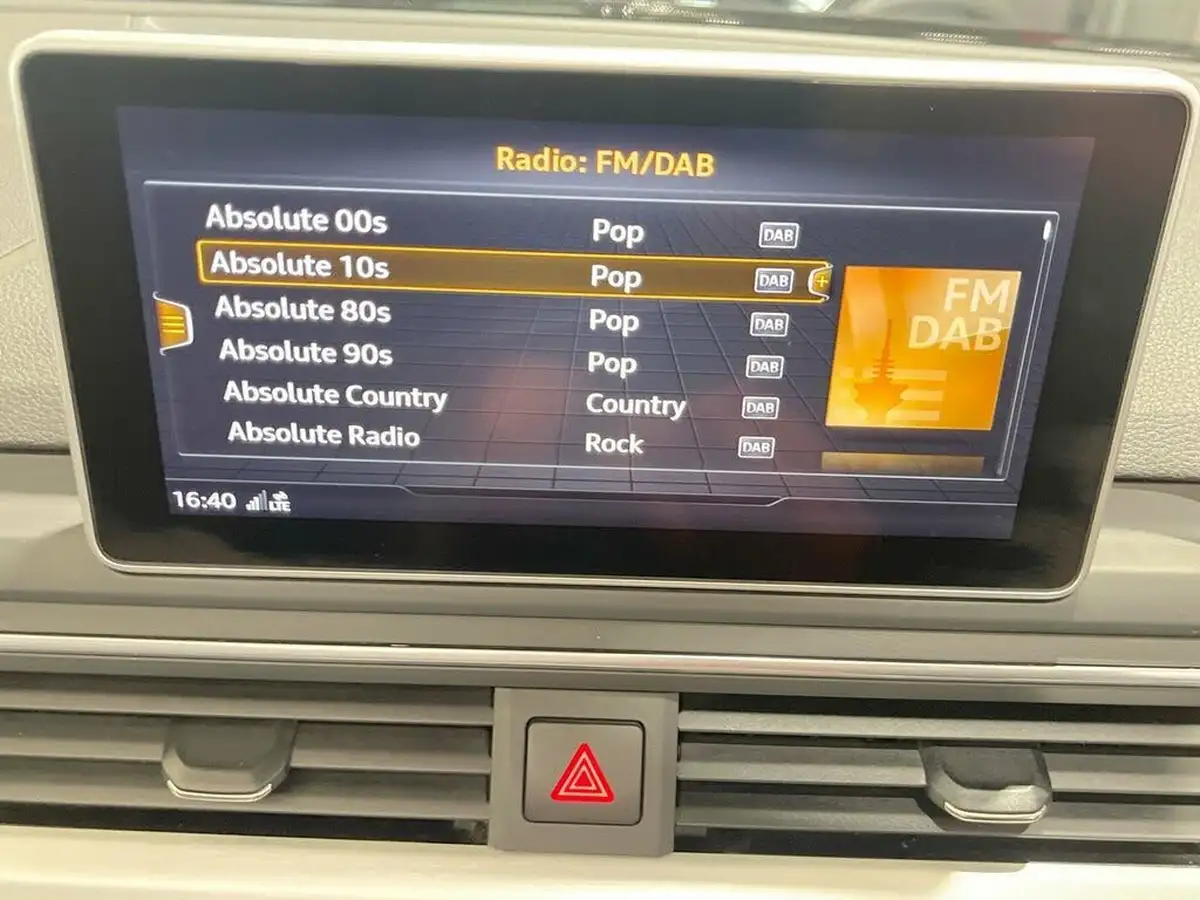 Radio: FM/DAB
Absolute 00s Pop DAB
Absolute 10s Pop DAB +
Absolute 80s Pop DAB
Absolute 90s Pop DAB
Absolute Country Country DAB
Absolute Radio Rock DAB
FM
DAB
16:40 LTE